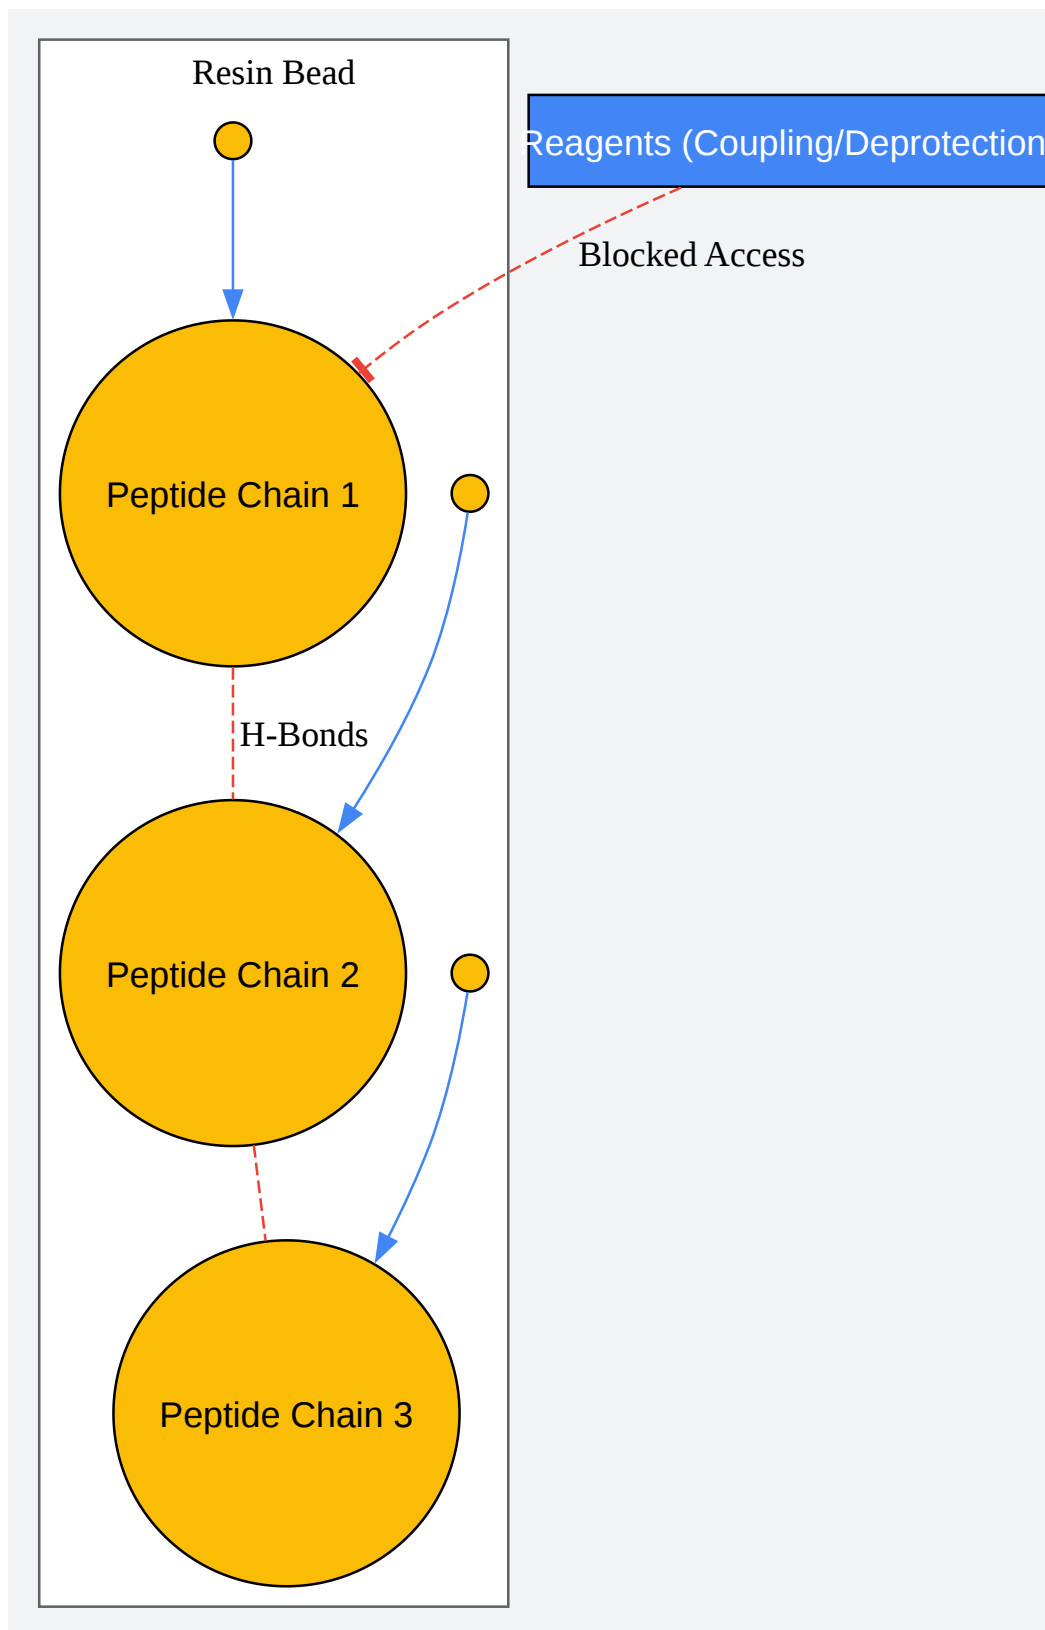 Resin Bead
Reagents (Coupling/Deprotection
Blocked Access
Peptide Chain 1
H-Bonds
Peptide Chain 2
Peptide Chain 3